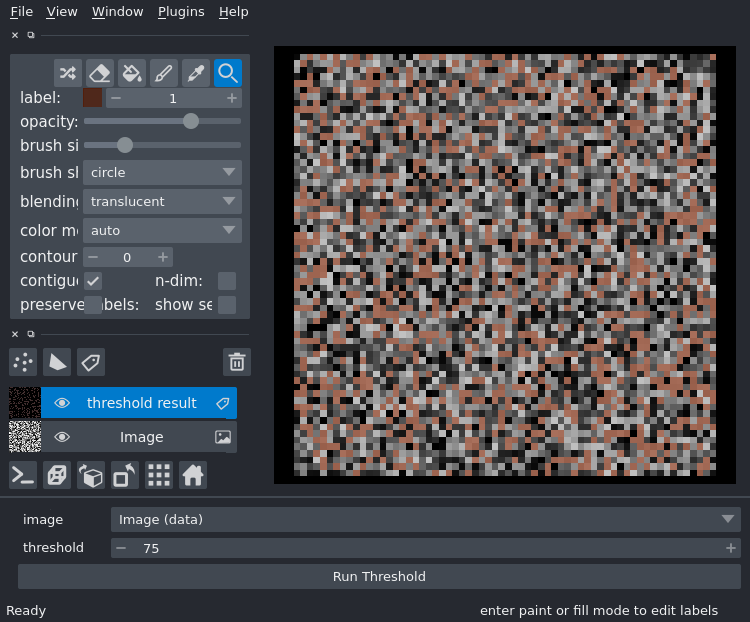 File View Window Plugins Help
label: 1
opacity:
brush si
brush sl circle
blending translucent
color m auto
contour 0
contigu n-dim:
preserve abels: show se
threshold result
Image
image Image (data)
threshold 75
Run Threshold
Ready enter paint or fill mode to edit labels